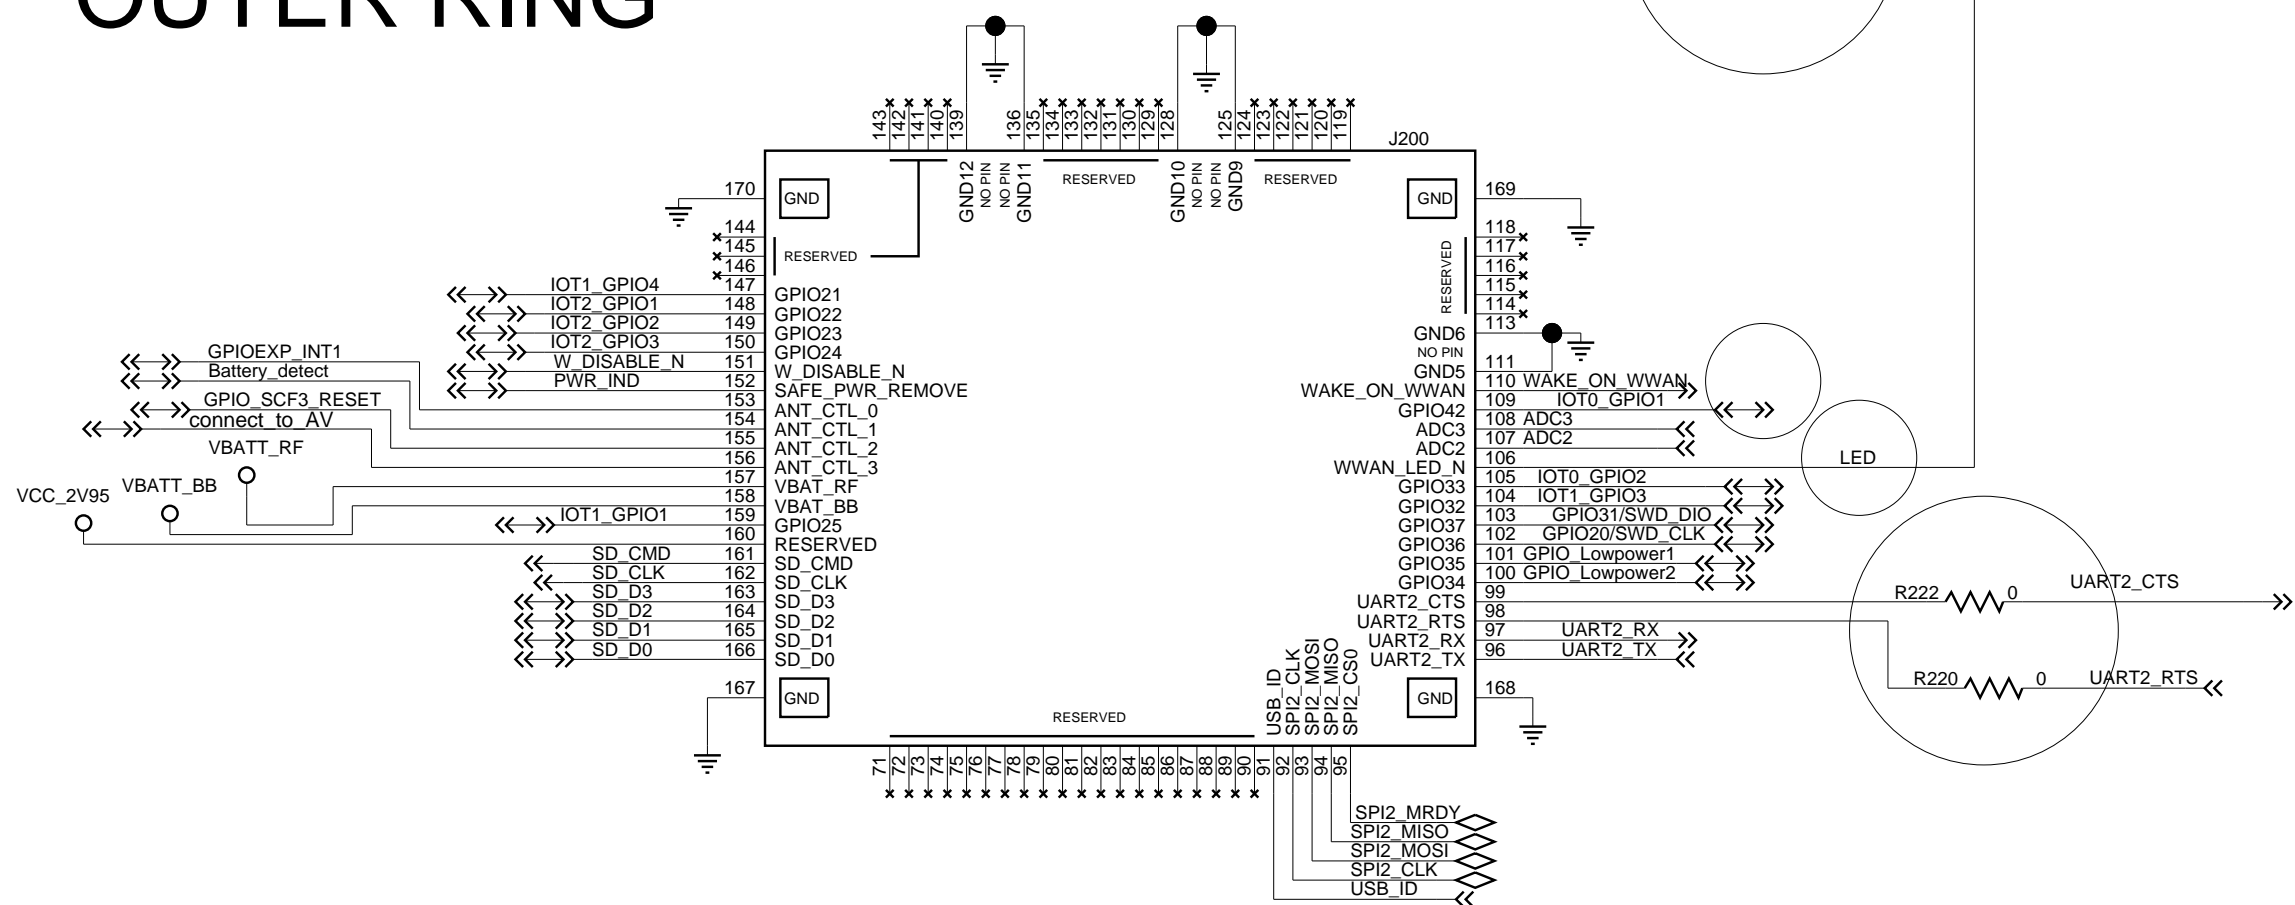 OUTER RING
143
142
141
140
139
136
135
134
133
132
131
130
129
128
125
124
123
122
121
120
119
J200
GND12
NO PIN
NO PIN
GND11
RESERVED
GND10
NO PIN
NO PIN
GND9
RESERVED
170 GND
GND 169
144
145
146
RESERVED
IOT1_GPIO4 147 GPIO21
IOT2_GPIO1 148 GPIO22
IOT2_GPIO2 149 GPIO23
IOT2_GPIO3 150 GPIO24
W_DISABLE_N 151 W_DISABLE_N
PWR_IND 152 SAFE_PWR_REMOVE
GPIOEXP_INT1 153 ANT_CTL_0
Battery_detect 154 ANT_CTL_1
GPIO_SCF3_RESET 155 ANT_CTL_2
connect_to_AV 156 ANT_CTL_3
VBATT_RF 157 VBAT_RF
VBATT_BB 158 VBAT_BB
IOT1_GPIO1 159 GPIO25
VCC_2V95 160 RESERVED
SD_CMD 161 SD_CMD
SD_CLK 162 SD_CLK
SD_D3 163 SD_D3
SD_D2 164 SD_D2
SD_D1 165 SD_D1
SD_D0 166 SD_D0
167 GND
RESERVED
118
117
116
115
114
GND6 113
NO PIN
GND5 111
WAKE_ON_WWAN 110 WAKE_ON_WWAN
GPIO42 109 IOT0_GPIO1
ADC3 108 ADC3
ADC2 107 ADC2
WWAN_LED_N 106 LED
GPIO33 105 IOT0_GPIO2
GPIO32 104 IOT1_GPIO3
GPIO37 103 GPIO31/SWD_DIO
GPIO36 102 GPIO20/SWD_CLK
GPIO35 101 GPIO_Lowpower1
GPIO34 100 GPIO_Lowpower2
UART2_CTS 99 R222 0 UART2_CTS
UART2_RTS 98 R220 0 UART2_RTS
UART2_RX 97 UART2_RX
UART2_TX 96 UART2_TX
GND 168
RESERVED
USB_ID
SPI2_CLK
SPI2_MOSI
SPI2_MISO
SPI2_CS0
71
72
73
74
75
76
77
78
79
80
81
82
83
84
85
86
87
88
89
90
91
92
93
94
95
SPI2_MRDY
SPI2_MISO
SPI2_MOSI
SPI2_CLK
USB_ID